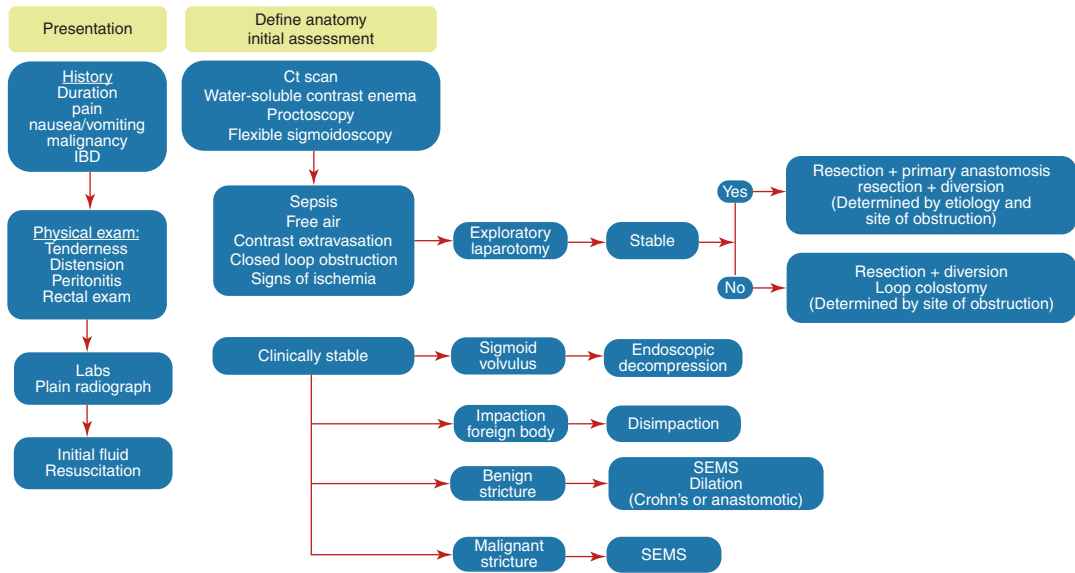 Presentation
History
Duration
pain
nausea/vomiting
malignancy
IBD
Physical exam:
Tenderness
Distension
Peritonitis
Rectal exam
Labs
Plain radiograph
Initial fluid
Resuscitation
Define anatomy
initial assessment
Ct scan
Water-soluble contrast enema
Proctoscopy
Flexible sigmoidoscopy
Sepsis
Free air
Contrast extravasation
Closed loop obstruction
Signs of ischemia
Exploratory
laparotomy
Stable
Yes
Resection + primary anastomosis
resection + diversion
(Determined by etiology and
site of obstruction)
No
Resection + diversion
Loop colostomy
(Determined by site of obstruction)
Clinically stable
Sigmoid
volvulus
Endoscopic
decompression
Impaction
foreign body
Disimpaction
Benign
stricture
SEMS
Dilation
(Crohn's or anastomotic)
Malignant
stricture
SEMS